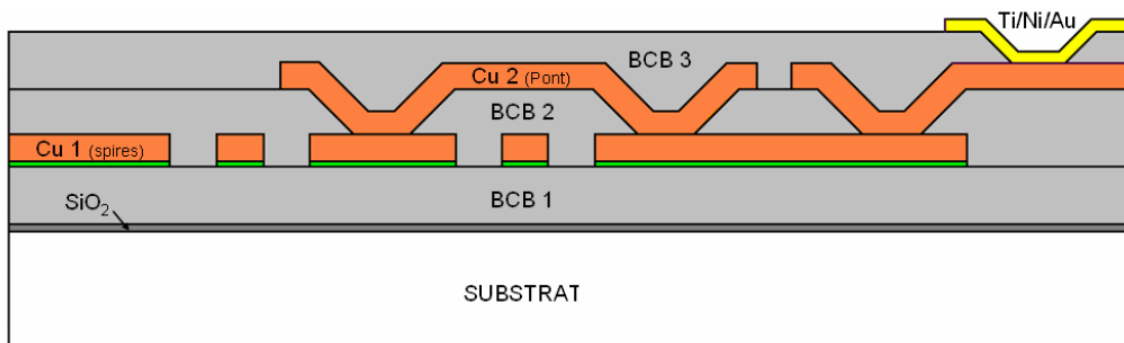 Ti/Ni/Au
BCB 3
Cu 2 (Pont)
BCB 2
Cu 1 (spires)
BCB 1
SiO₂
SUBSTRAT